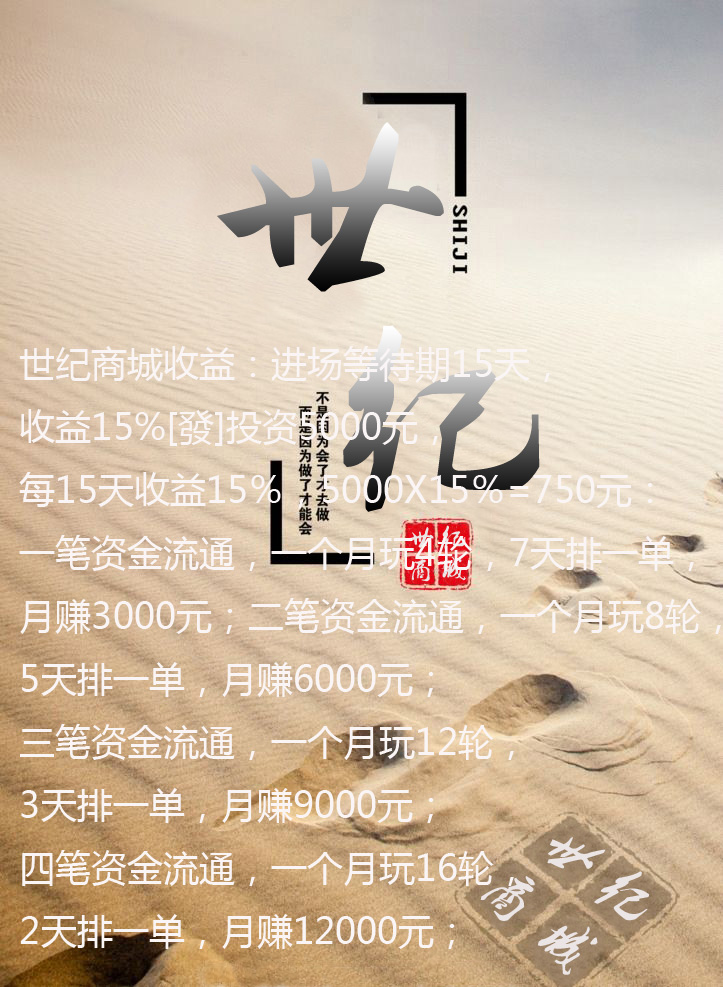 世
SHIJI
纪
不是因为会了才去做
而是因为做了才能会
世纪
商城
世纪商城收益：进场等待期15天，
收益15%[發]投资5000元，
每15天收益15%，5000X15%=750元；
一笔资金流通，一个月玩4轮，7天排一单，
月赚3000元；二笔资金流通，一个月玩8轮，
5天排一单，月赚6000元；
三笔资金流通，一个月玩12轮，
3天排一单，月赚9000元；
四笔资金流通，一个月玩16轮
2天排一单，月赚12000元；
世纪
商城